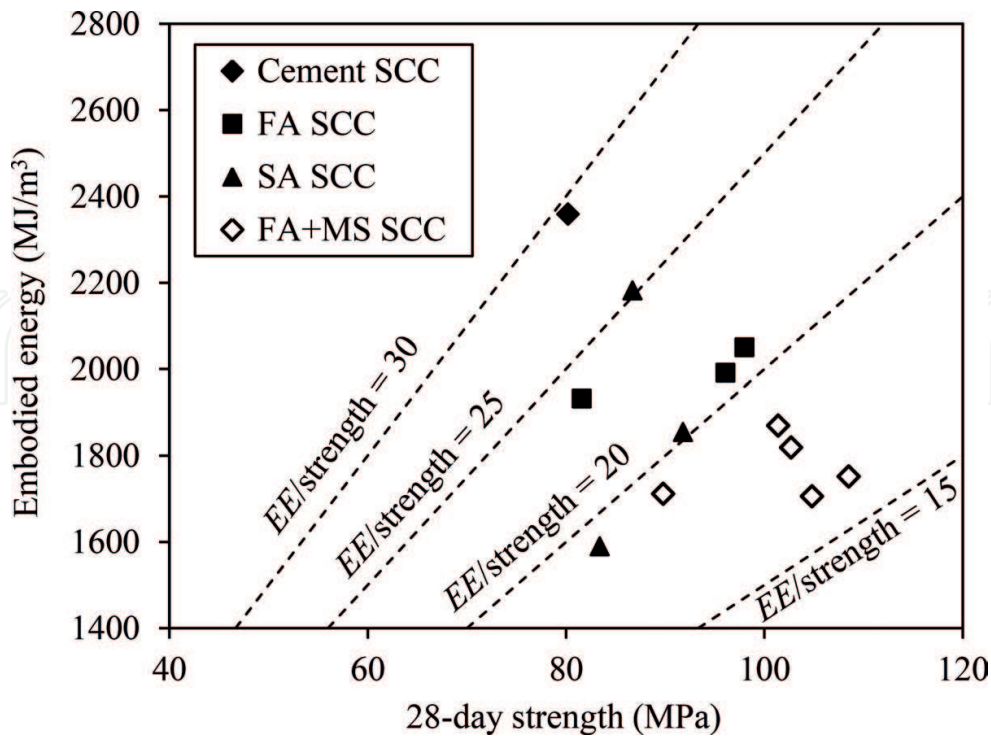 2800
2600
2400
2200
2000
1800
1600
1400
Embodied energy (MJ/m³)
Cement SCC
FA SCC
SA SCC
FA+MS SCC
EE/strength = 30
EE/strength = 25
EE/strength = 20
EE/strength = 15
40 60 80 100 120
28-day strength (MPa)